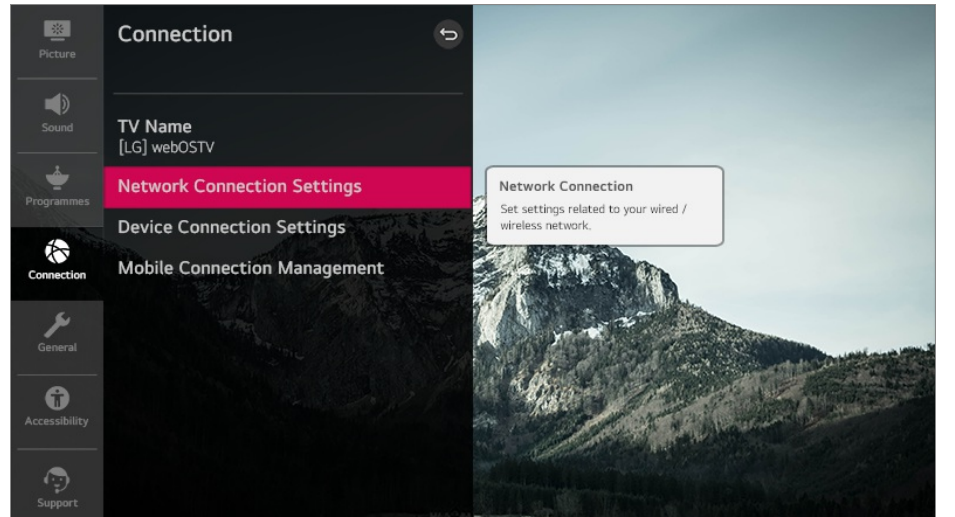 Picture
Sound
Programmes
Connection
General
Accessibility
Support
Connection
TV Name
[LG] webOSTV
Network Connection Settings
Device Connection Settings
Mobile Connection Management
Network Connection
Set settings related to your wired /
wireless network.